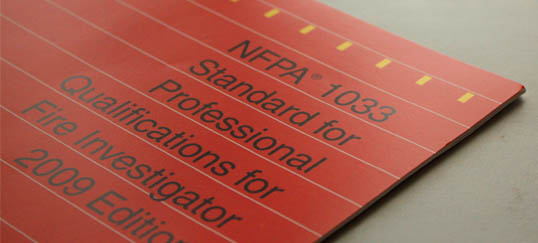 NFPA® 1033
Standard for
Professional
Qualifications for
Fire Investigator
2009 Edition